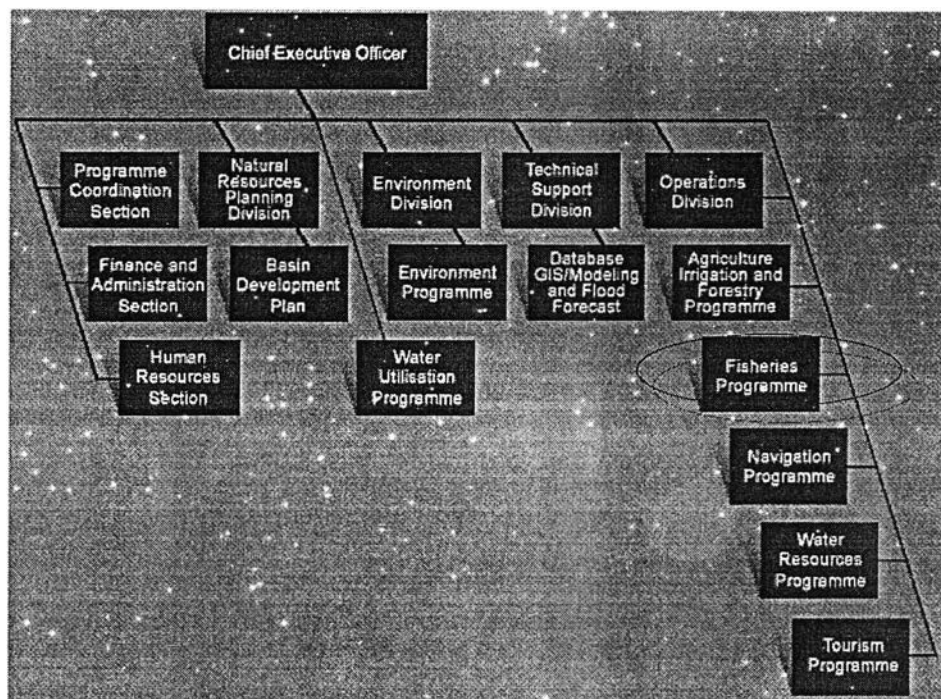 Chief Executive Officer
Programme
Coordination
Section
Natural
Resources
Planning
Division
Environment
Division
Technical
Support
Division
Operations
Division
Finance and
Administration
Section
Basin
Development
Plan
Environment
Programme
Database
GIS/Modeling
and Flood
Forecast
Agriculture
Irrigation and
Forestry
Programme
Human
Resources
Section
Water
Utilisation
Programme
Fisheries
Programme
Navigation
Programme
Water
Resources
Programme
Tourism
Programme